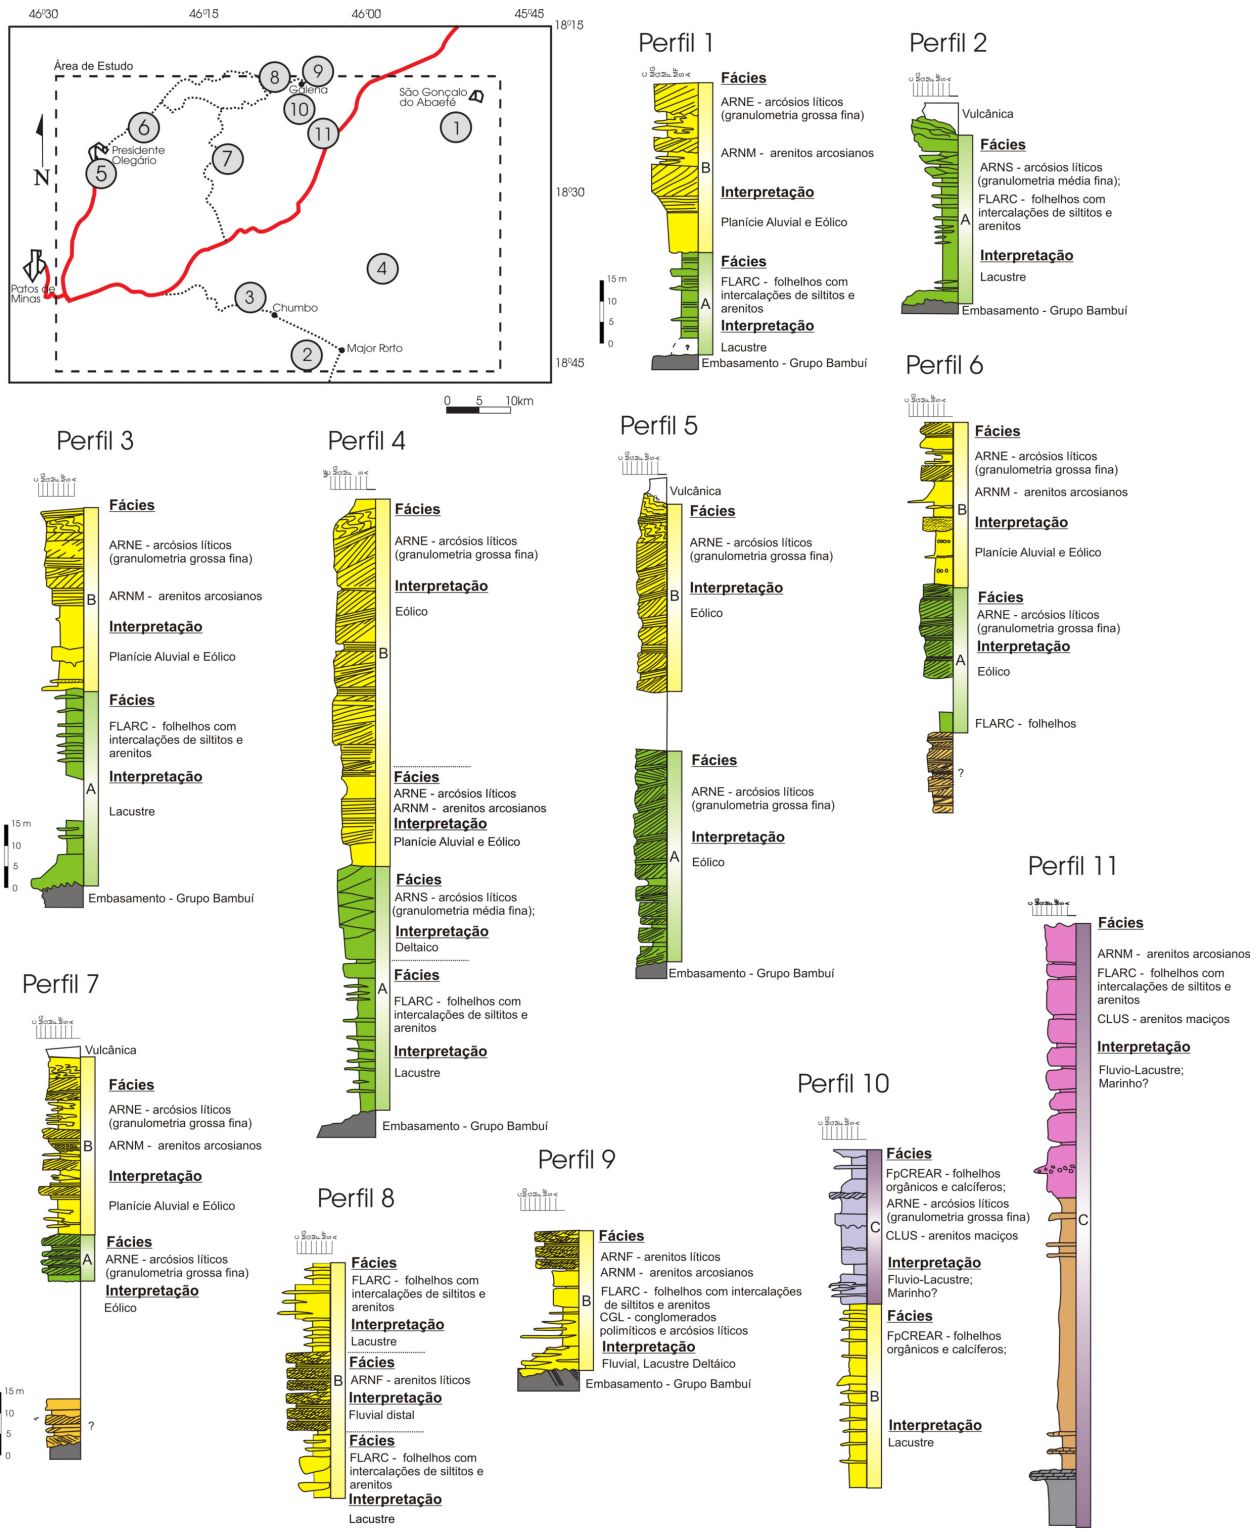 46º30
46º15
46º00
45º45
18º15
Área de Estudo
8
9
Galena
10
São Gonçalo
do Abaeté
1
6
11
Presidente
Olegário
7
5
N
18º30
4
Patos de
Minas
3
Chumbo
2
Major Porto
18º45
0 5 10km
Perfil 1
Fácies
ARNE - arcósios líticos
(granulometria grossa fina)
ARNM - arenitos arcosianos
B
Interpretação
Planície Aluvial e Eólico
Fácies
FLARC - folhelhos com
intercalações de siltitos e
arenitos
A
Interpretação
Lacustre
?
Embasamento - Grupo Bambuí
15 m
10
5
0
Perfil 2
Vulcânica
Fácies
ARNS - arcósios líticos
(granulometria média fina);
FLARC - folhelhos com
intercalações de siltitos e
arenitos
A
Interpretação
Lacustre
Embasamento - Grupo Bambuí
Perfil 3
Fácies
ARNE - arcósios líticos
(granulometria grossa fina)
ARNM - arenitos arcosianos
B
Interpretação
Planície Aluvial e Eólico
Fácies
FLARC - folhelhos com
intercalações de siltitos e
arenitos
Interpretação
A
Lacustre
15 m
10
5
0
Embasamento - Grupo Bambuí
Perfil 4
Fácies
ARNE - arcósios líticos
(granulometria grossa fina)
Interpretação
Eólico
B
Fácies
ARNE - arcósios líticos
ARNM - arenitos arcosianos
Interpretação
Planície Aluvial e Eólico
Fácies
ARNS - arcósios líticos
(granulometria média fina);
Interpretação
Deltaico
Fácies
A
FLARC - folhelhos com
intercalações de siltitos e
arenitos
Interpretação
Lacustre
Embasamento - Grupo Bambuí
Perfil 5
Vulcânica
Fácies
ARNE - arcósios líticos
(granulometria grossa fina)
Interpretação
B
Eólico
Fácies
ARNE - arcósios líticos
(granulometria grossa fina)
Interpretação
A
Eólico
Embasamento - Grupo Bambuí
Perfil 6
Fácies
ARNE - arcósios líticos
(granulometria grossa fina)
ARNM - arenitos arcosianos
B
Interpretação
Planície Aluvial e Eólico
Fácies
ARNE - arcósios líticos
(granulometria grossa fina)
Interpretação
A
Eólico
FLARC - folhelhos
?
Perfil 7
Vulcânica
Fácies
ARNE - arcósios líticos
(granulometria grossa fina)
ARNM - arenitos arcosianos
B
Interpretação
Planície Aluvial e Eólico
Fácies
A
ARNE - arcósios líticos
(granulometria grossa fina)
Interpretação
Eólico
15 m
10
5
0
?
Perfil 8
Fácies
FLARC - folhelhos com
intercalações de siltitos e
arenitos
Interpretação
Lacustre
Fácies
B
ARNF - arenitos líticos
Interpretação
Fluvial distal
Fácies
FLARC - folhelhos com
intercalações de siltitos e
arenitos
Interpretação
Lacustre
Perfil 9
Fácies
ARNF - arenitos líticos
ARNM - arenitos arcosianos
B
FLARC - folhelhos com intercalações
de siltitos e arenitos
CGL - conglomerados
polimíticos e arcósios líticos
Interpretação
Fluvial, Lacustre Deltáico
Embasamento - Grupo Bambuí
Perfil 10
Fácies
FpCREAR - folhelhos
orgânicos e calcíferos;
ARNE - arcósios líticos
(granulometria grossa fina)
C
CLUS - arenitos maciços
Interpretação
Fluvio-Lacustre;
Marinho?
Fácies
FpCREAR - folhelhos
orgânicos e calcíferos;
B
Interpretação
Lacustre
Perfil 11
Fácies
ARNM - arenitos arcosianos
FLARC - folhelhos com
intercalações de siltitos e
arenitos
CLUS - arenitos maciços
Interpretação
Fluvio-Lacustre;
Marinho?
C